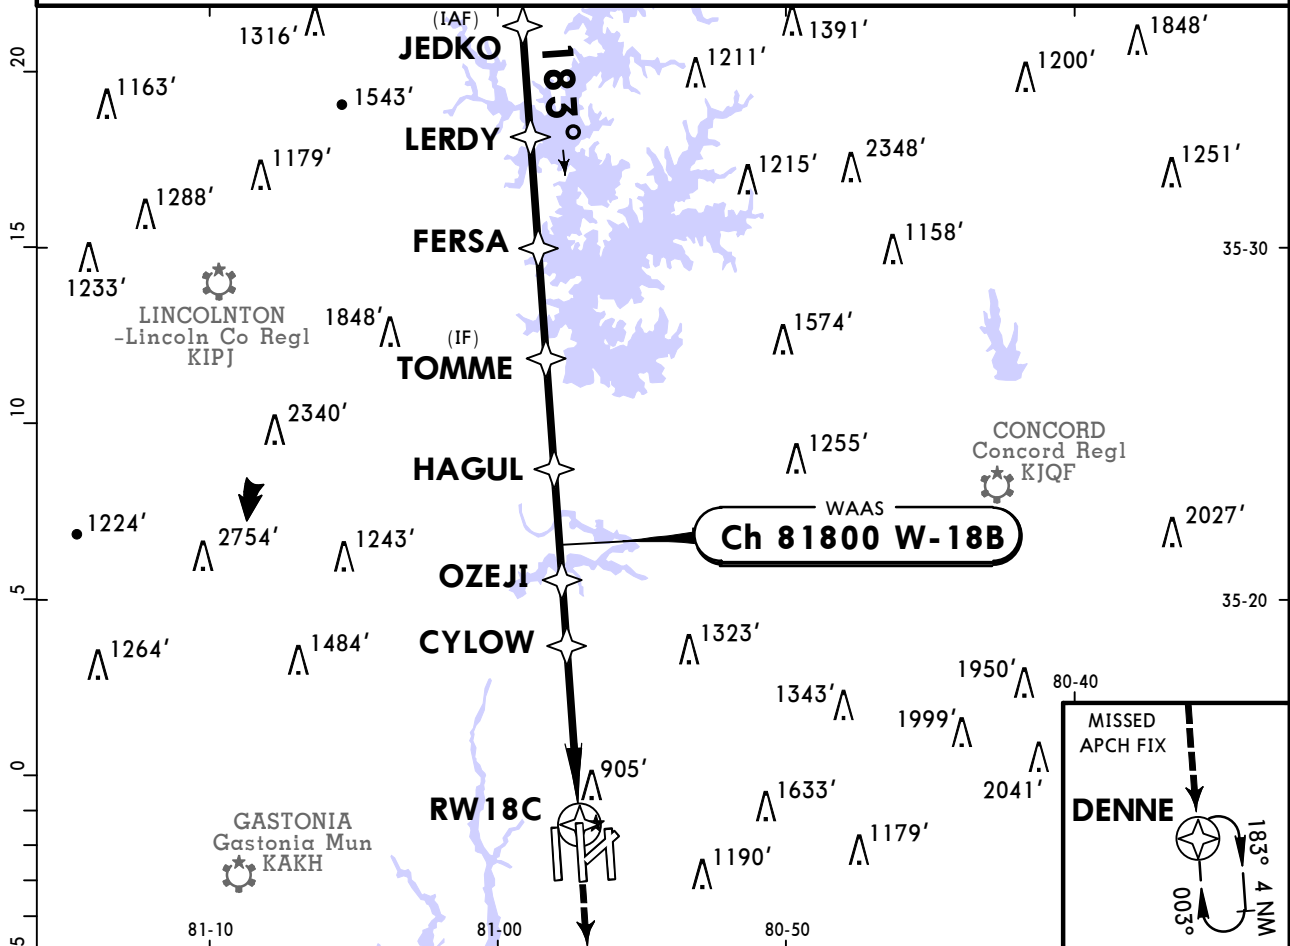 (IAF)
JEDKO
1316′
1391′
1848′
20
183°
1211′
1200′
1163′
1543′
LERDY
1179′
1215′
2348′
1251′
1288′
FERSA
1158′
15
35-30
1233′
LINCOLNTON
-Lincoln Co Regl
KIPJ
1848′
(IF)
TOMME
1574′
10
2340′
HAGUL
1255′
CONCORD
Concord Regl
KJQF
WAAS
Ch 81800 W-18B
1224′
2754′
1243′
2027′
OZEJI
5
35-20
1264′
1484′
CYLOW
1323′
1950′
80-40
1343′
1999′
2041′
MISSED
APCH FIX
DENNE
183° 4 NM
003°
0
905′
RW18C
1633′
GASTONIA
Gastonia Mun
KAKH
1179′
1190′
5
81-10
81-00
80-50